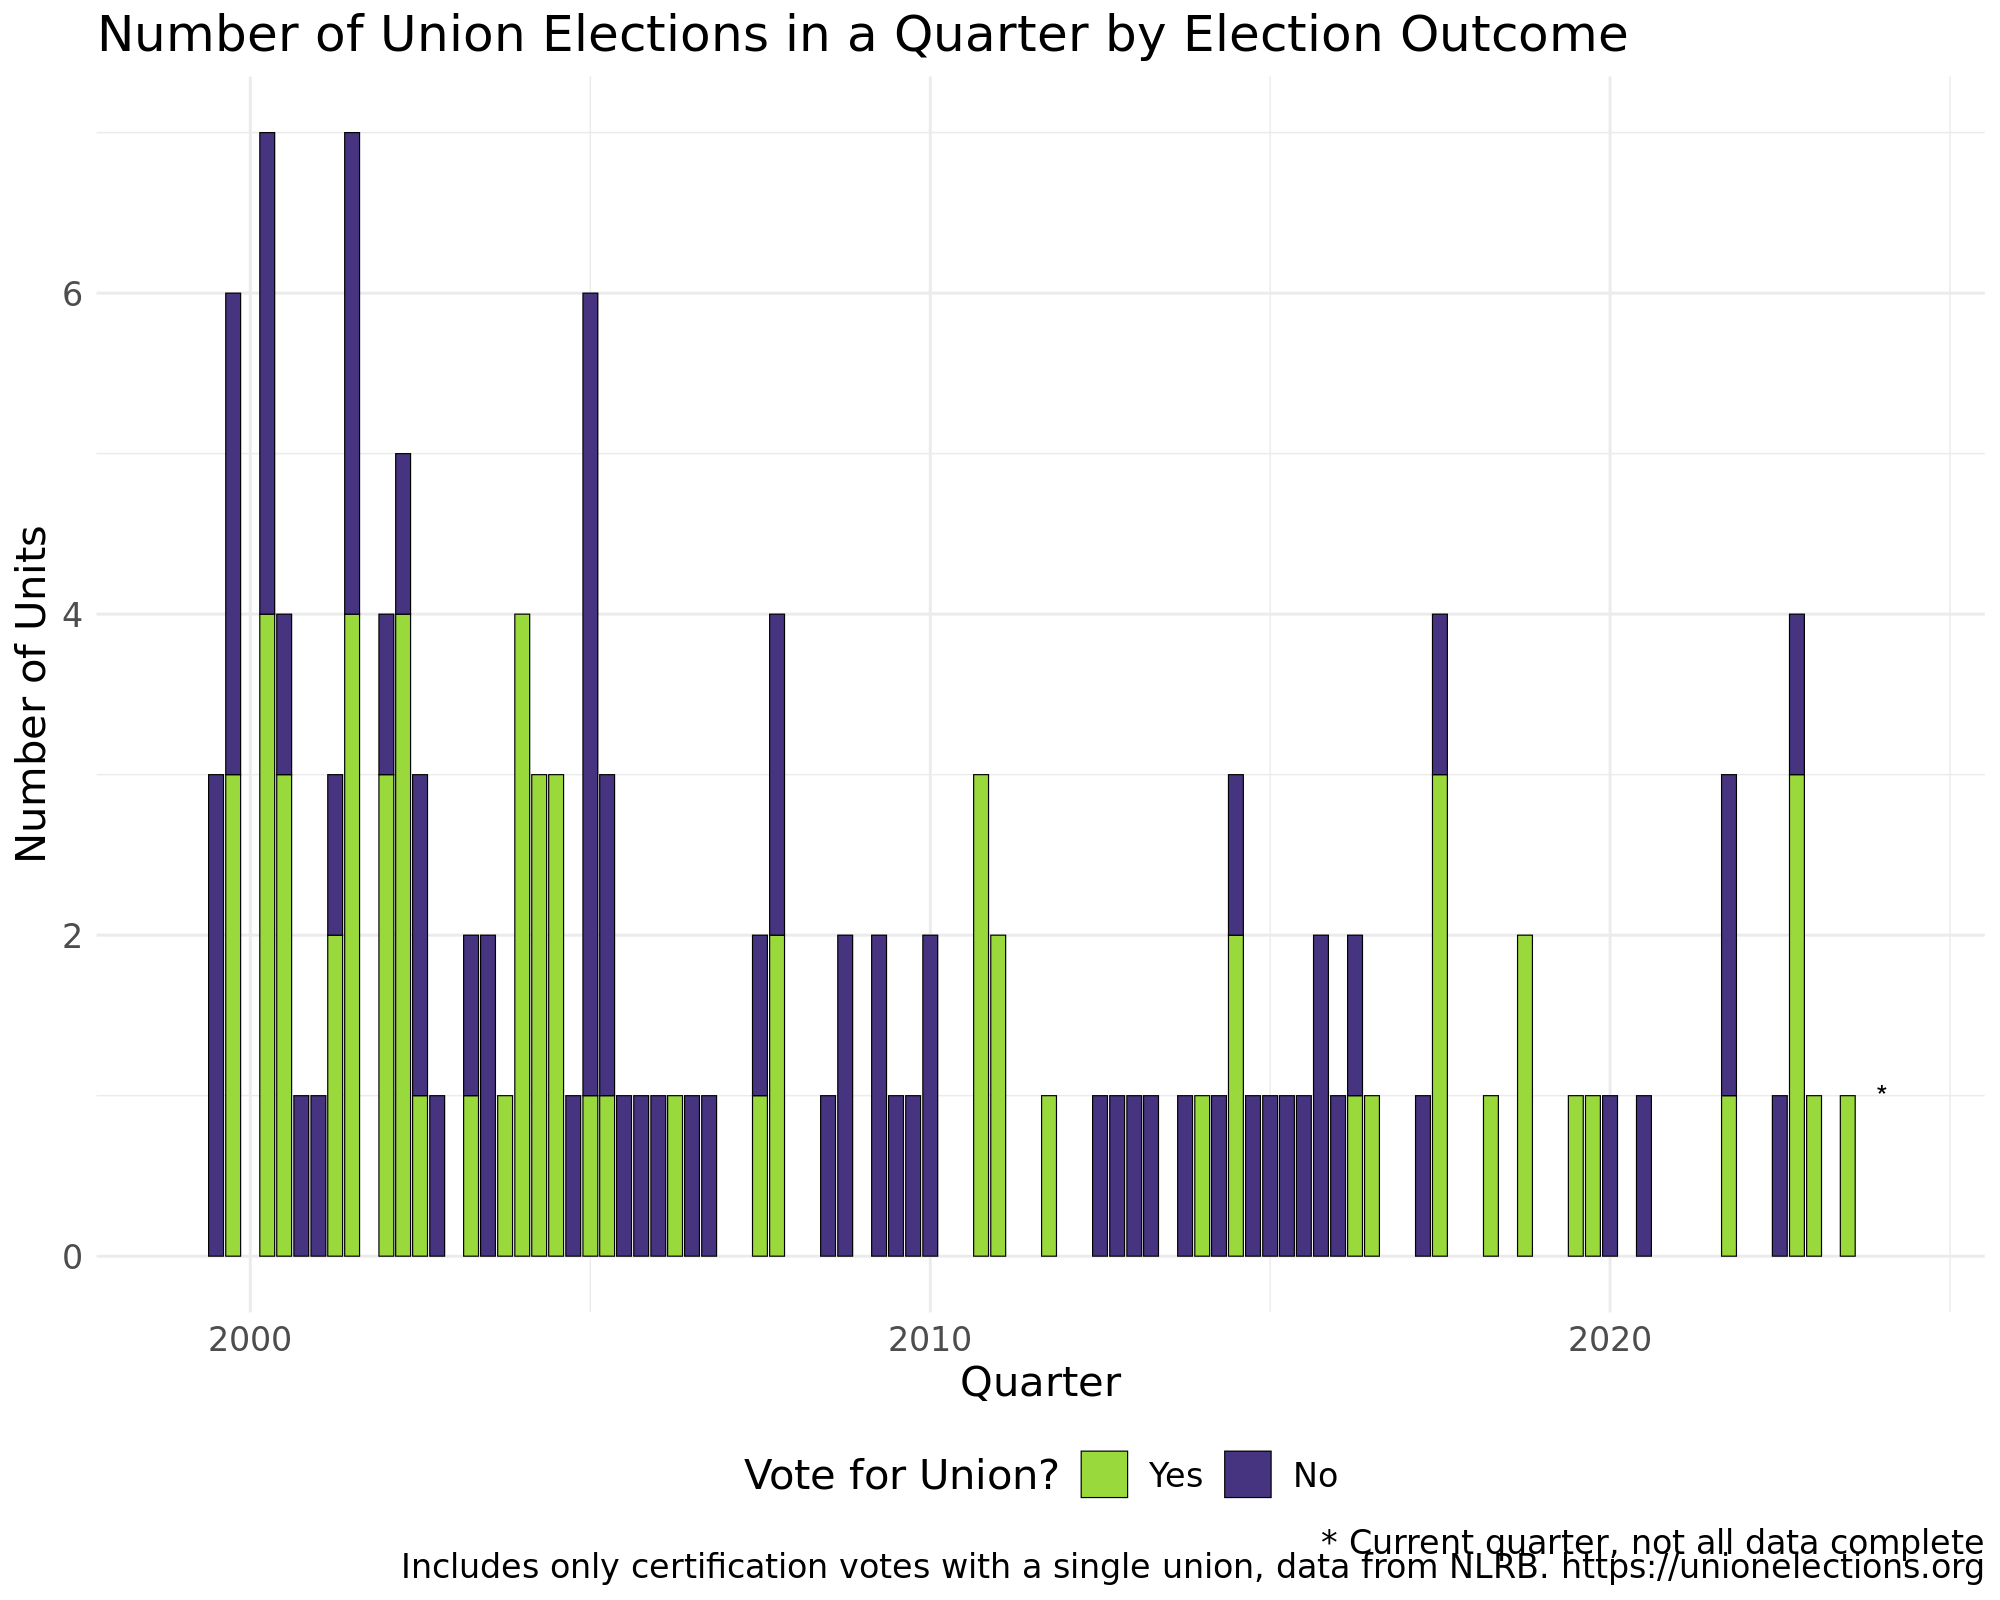 Number of Union Elections in a Quarter by Election Outcome
Number of Units
6
4
2
0
*
2000 2010 2020
Quarter
Vote for Union? Yes No
* Current quarter, not all data complete
Includes only certification votes with a single union, data from NLRB. https://unionelections.org